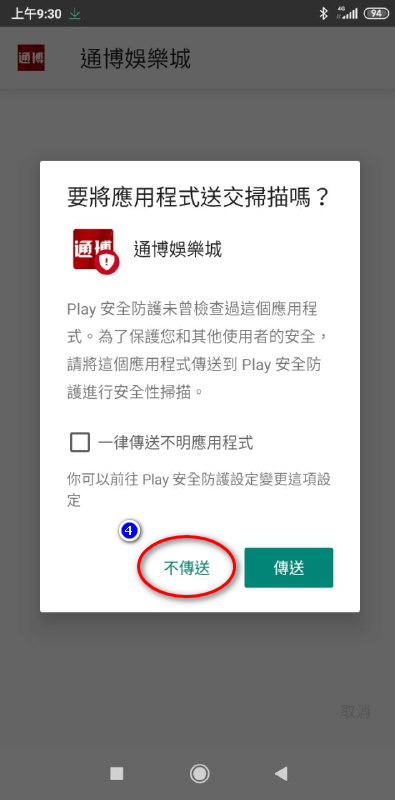 上午9:30
4G
94
通博
通博娛樂城
要將應用程式送交掃描嗎？
通博
通博娛樂城
Play 安全防護未曾檢查過這個應用程
式。為了保護您和其他使用者的安全，
請將這個應用程式傳送到 Play 安全防
護進行安全性掃描。
一律傳送不明應用程式
你可以前往 Play 安全防護設定變更這項設
定
4
不傳送
傳送
取消